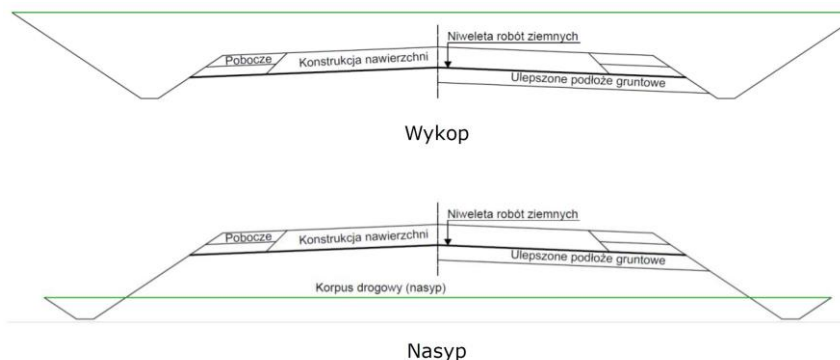 Niweleta robót ziemnych
Pobocze
Konstrukcja nawierzchni
Ulepszone podłoże gruntowe
Wykop
Niweleta robót ziemnych
Pobocze
Konstrukcja nawierzchni
Ulepszone podłoże gruntowe
Korpus drogowy (nasyp)
Nasyp